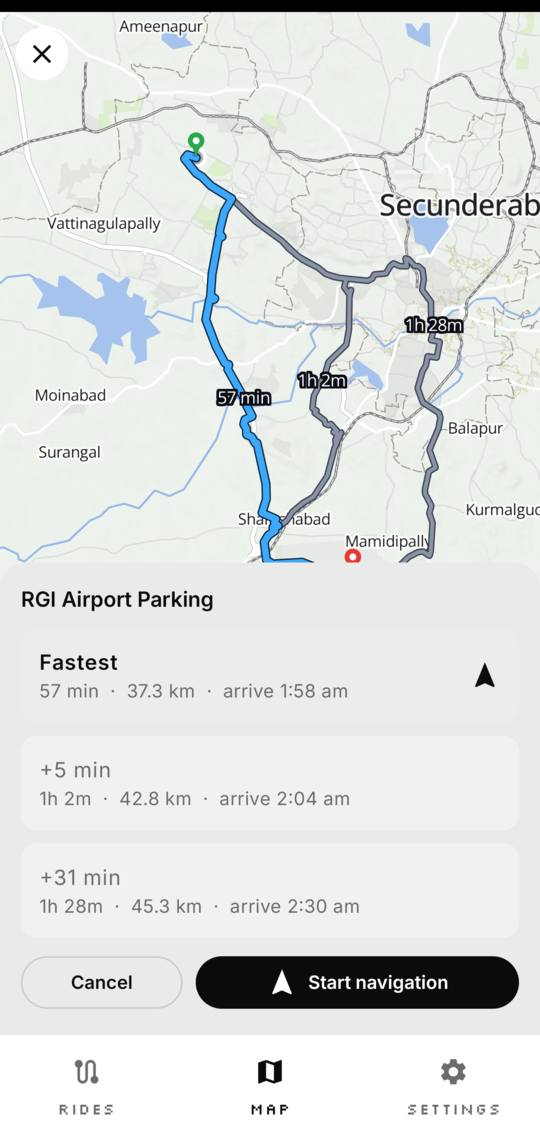 Ameenapur
Secunderab
Vattinagulapally
1h 28m
1h 2m
57 min
Moinabad
Balapur
Surangal
Kurmalguc
Mamidipally
RGI Airport Parking
Fastest
57 min · 37.3 km · arrive 1:58 am
+5 min
1h 2m · 42.8 km · arrive 2:04 am
+31 min
1h 28m · 45.3 km · arrive 2:30 am
Cancel
Start navigation
RIDES
MAP
SETTINGS